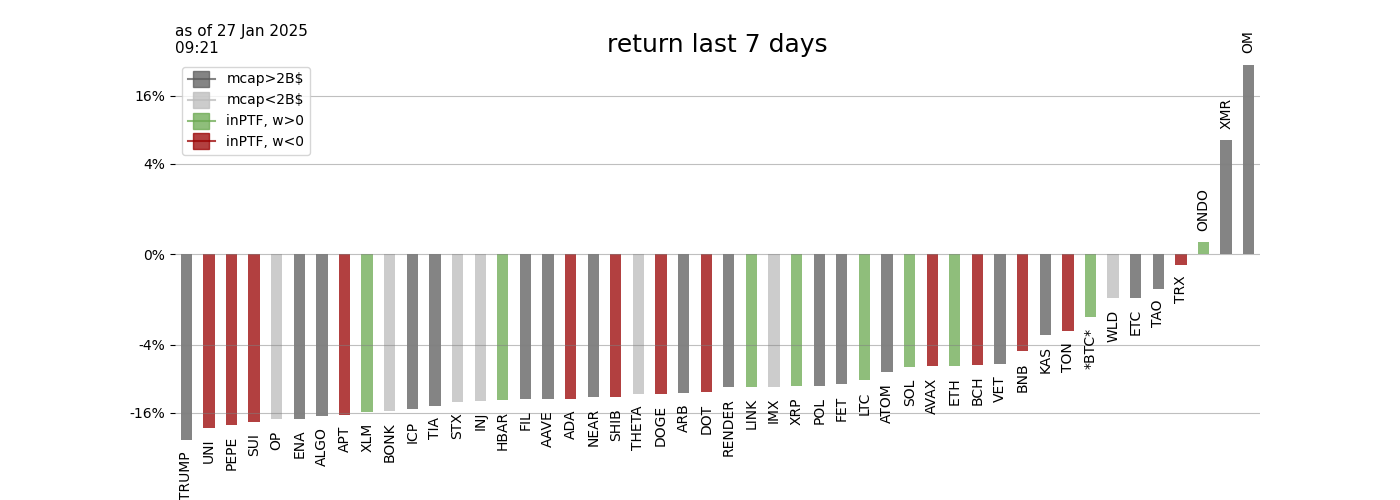 as of 27 Jan 2025
09:21
return last 7 days
mcap>2B$
mcap<2B$
inPTF, w>0
inPTF, w<0
16%
4%
0%
-4%
-16%
TRUMP
UNI
PEPE
SUI
OP
ENA
ALGO
APT
XLM
BONK
ICP
TIA
STX
INJ
HBAR
FIL
AAVE
ADA
NEAR
SHIB
THETA
DOGE
ARB
DOT
RENDER
LINK
IMX
XRP
POL
FET
LTC
ATOM
SOL
AVAX
ETH
BCH
VET
BNB
KAS
TON
*BTC*
WLD
ETC
TAO
TRX
ONDO
XMR
OM